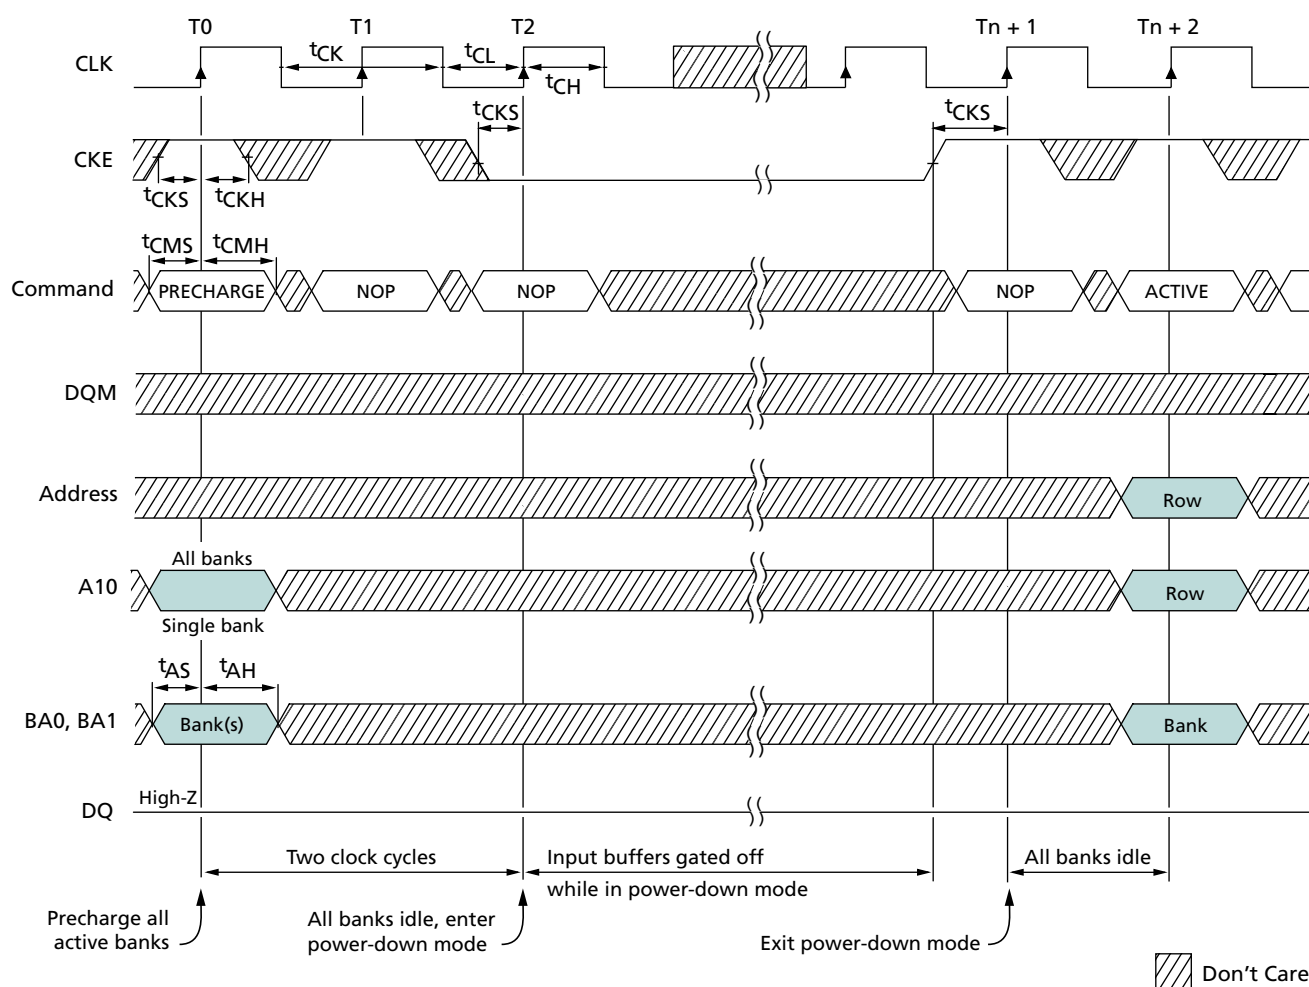 T0 T1 T2 Tn + 1 Tn + 2
CLK
tCK tCL
tCH
tCKS tCKS
CKE
tCKS tCKH
tCMS tCMH
Command PRECHARGE NOP NOP NOP ACTIVE
DQM
Address Row
All banks
A10 Row
Single bank
tAS tAH
BA0, BA1 Bank(s) Bank
High-Z
DQ
Two clock cycles
Input buffers gated off
while in power-down mode
All banks idle
Precharge all
active banks
All banks idle, enter
power-down mode
Exit power-down mode
Don't Care